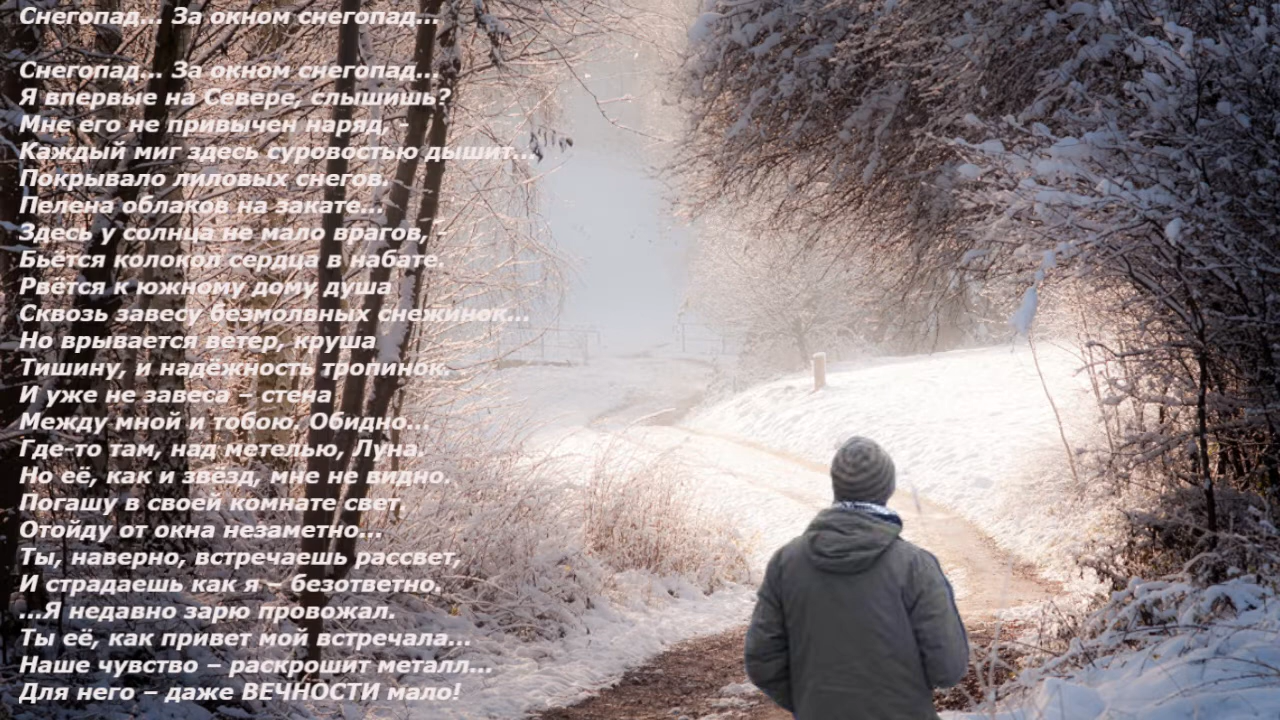 Снегопад... За окном снегопад...
Снегопад... За окном снегопад...
Я впервые на Севере, слышишь?
Мне его не привычен наряд, -
Каждый миг здесь суровостью дышит...
Покрывало лиловых снегов.
Пелена облаков на закате...
Здесь у солнца не мало врагов, -
Бьётся колокол сердца в набате.
Рвётся к южному дому душа
Сквозь завесу безмолвных снежинок...
Но врывается ветер, круша
Тишину, и надёжность тропинок.
И уже не завеса – стена
Между мной и тобою. Обидно...
Где-то там, над метелью, Луна.
Но её, как и звёзд, мне не видно.
Погашу в своей комнате свет.
Отойду от окна незаметно...
Ты, наверно, встречаешь рассвет,
И страдаешь как я – безответно.
...Я недавно зарю провожал.
Ты её, как привет мой встречала...
Наше чувство – раскрошит металл...
Для него – даже ВЕЧНОСТИ мало!